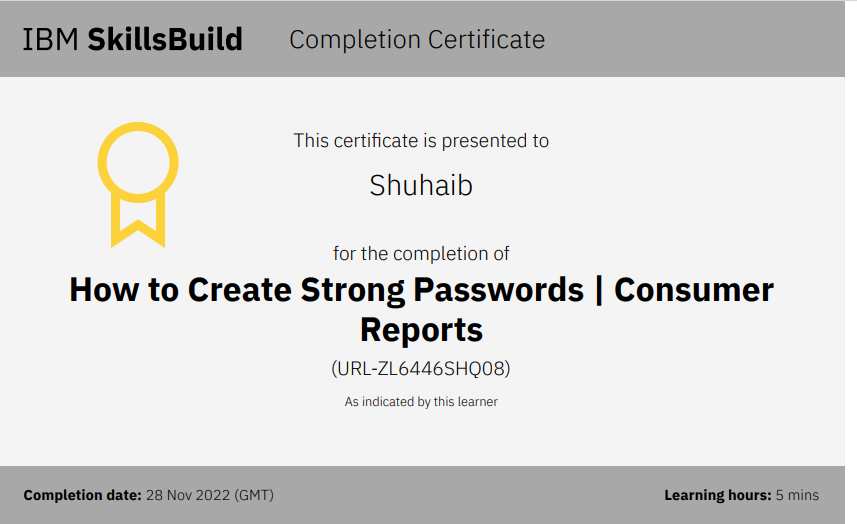 IBM SkillsBuild Completion Certificate
This certificate is presented to
Shuhaib
for the completion of
How to Create Strong Passwords | Consumer
Reports
(URL-ZL6446SHQ08)
As indicated by this learner
Completion date: 28 Nov 2022 (GMT) Learning hours: 5 mins